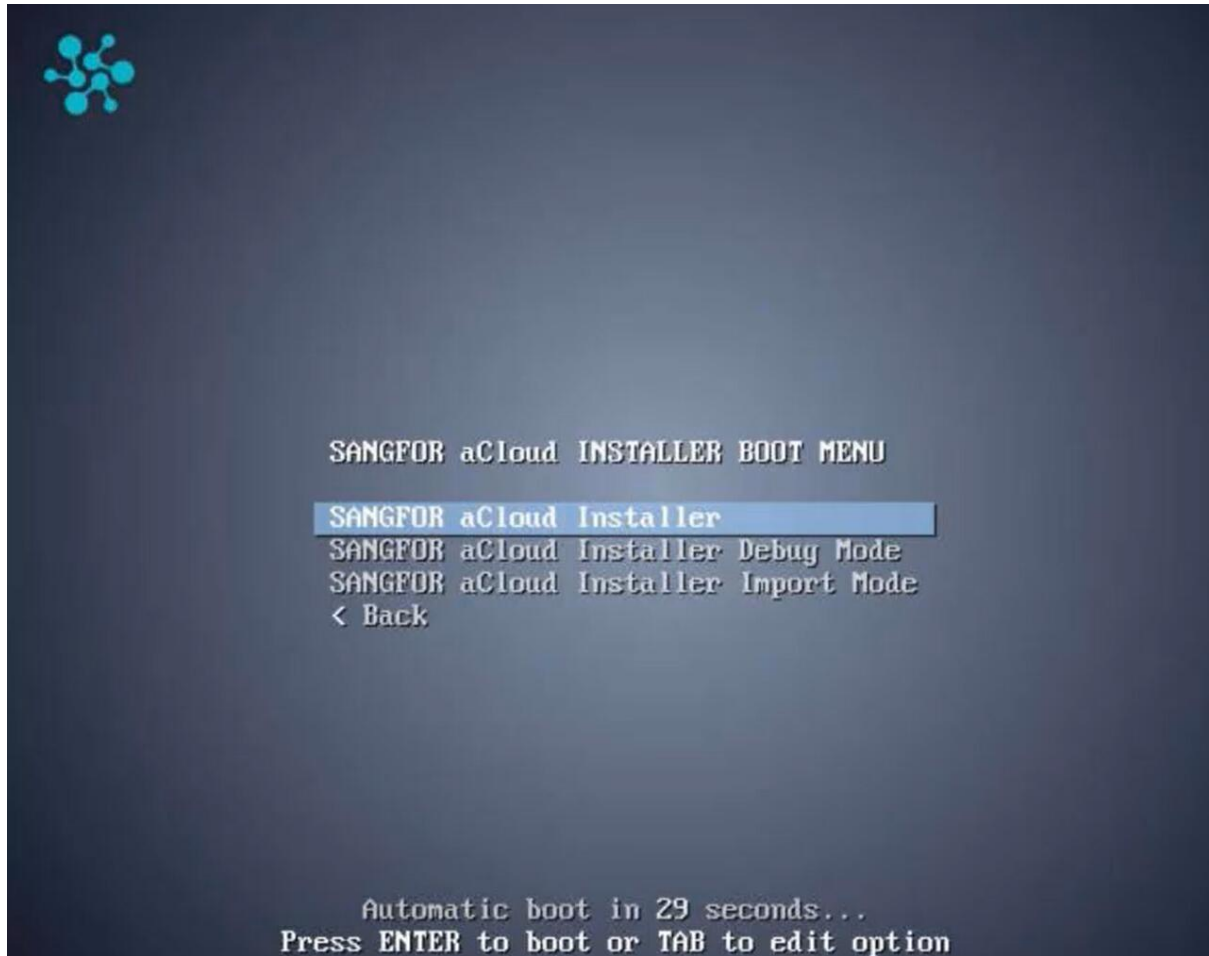 SANGFOR aCloud INSTALLER BOOT MENU
SANGFOR aCloud Installer
SANGFOR aCloud Installer Debug Mode
SANGFOR aCloud Installer Import Mode
< Back
Automatic boot in 29 seconds...
Press ENTER to boot or TAB to edit option